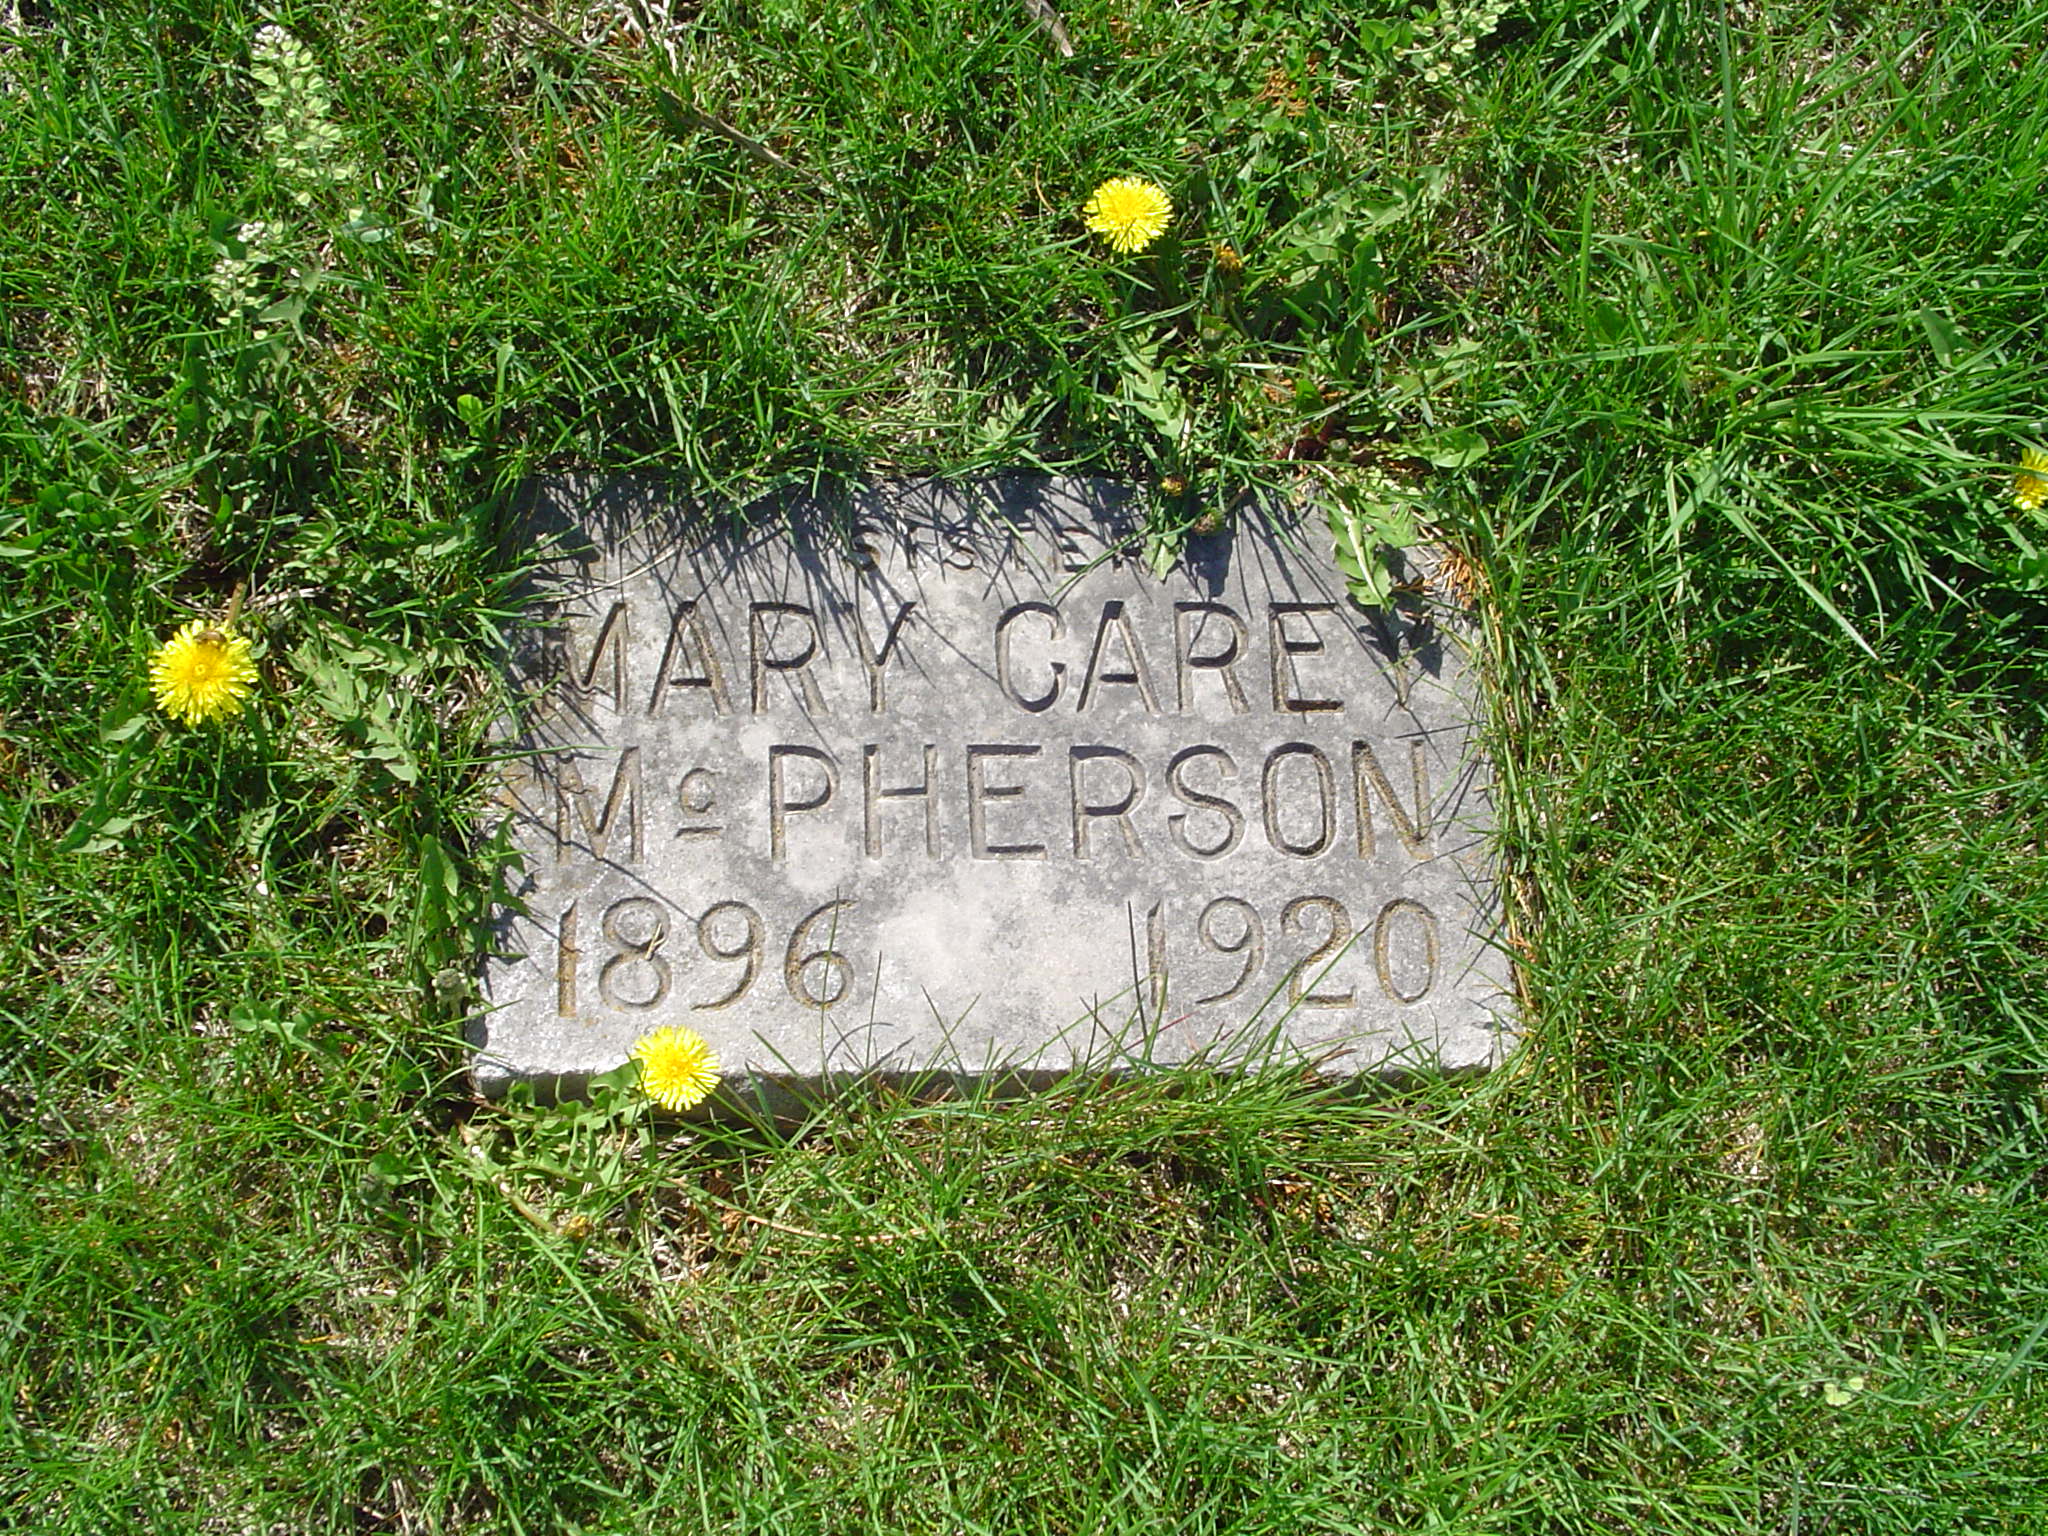 SISTER
MARY CAREY
McPHERSON
1896 1920